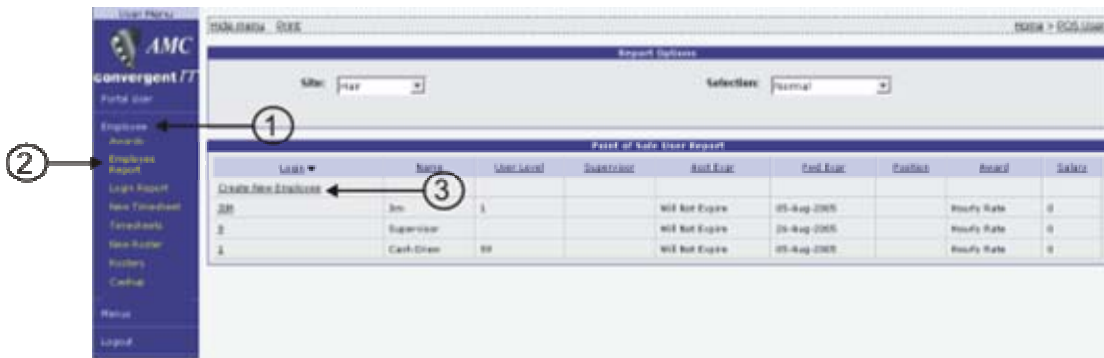 User Menu
Hide menu Print
Home > POS User
AMC
convergent IT
Portal User
Employee
Awards
Employee
Report
Login Report
New Timesheet
Timesheets
New Roster
Rosters
Menus
Logout
1
2
3
Report Options
Site: Hair
Selection: Normal
Point of Sale User Report
Login Name User Level Supervisor Acct Expr Pwd Expr Position Award Salary
Create New Employee
Jim 1 Will Not Expire 05-Aug-2005 Hourly Rate 0
Supervisor Will Not Expire 26-Aug-2005 Hourly Rate 0
1 Cash Draw 99 Will Not Expire 05-Aug-2005 Hourly Rate 0